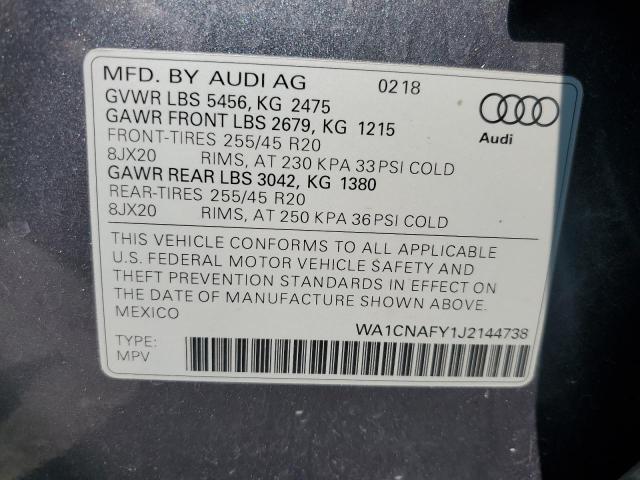 MFD. BY AUDI AG 0218
GVWR LBS 5456, KG 2475
GAWR FRONT LBS 2679, KG 1215
FRONT-TIRES 255/45 R20
8JX20 RIMS, AT 230 KPA 33 PSI COLD
GAWR REAR LBS 3042, KG 1380
REAR-TIRES 255/45 R20
8JX20 RIMS, AT 250 KPA 36 PSI COLD
Audi
THIS VEHICLE CONFORMS TO ALL APPLICABLE
U.S. FEDERAL MOTOR VEHICLE SAFETY AND
THEFT PREVENTION STANDARDS IN EFFECT ON
THE DATE OF MANUFACTURE SHOWN ABOVE.
MEXICO
WA1CNAFY1J2144738
TYPE:
MPV